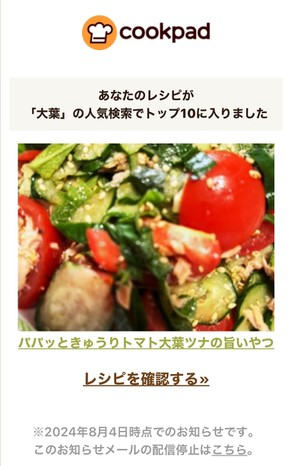 cookpad
あなたのレシピが
「大葉」の人気検索でトップ10に入りました
パパッときゅうりトマト大葉ツナの旨いやつ
レシピを確認する»
※2024年8月4日時点でのお知らせです。
このお知らせメールの配信停止はこちら。